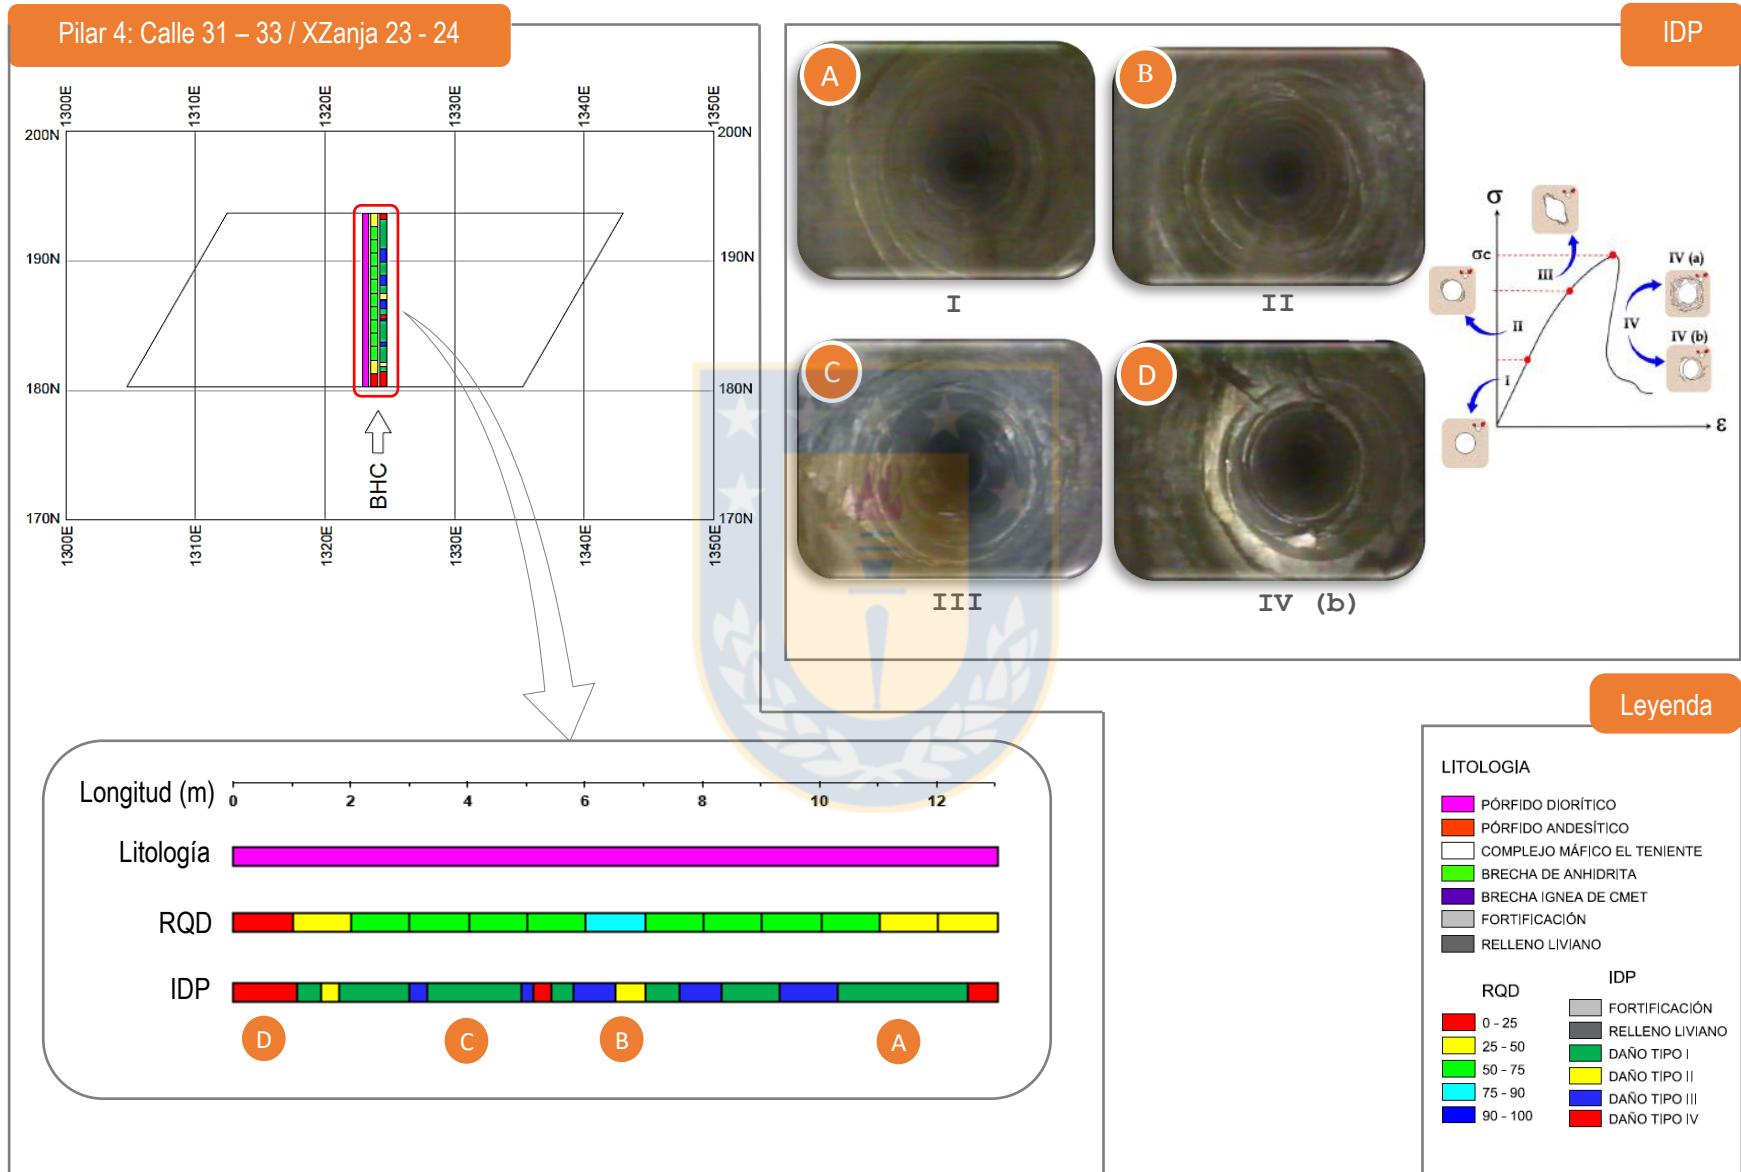 Pilar 4: Calle 31 – 33 / XZanja 23 - 24
1300E
1310E
1320E
1330E
1340E
1350E
200N
200N
190N
190N
180N
180N
170N
170N
1300E
1310E
1320E
1330E
1340E
1350E
BHC
IDP
A
B
I
II
C
D
III
IV (b)
σ
σc
III
II
I
IV (a)
IV
IV (b)
ε
Longitud (m)
0 2 4 6 8 10 12
Litología
RQD
IDP
D
C
B
A
Leyenda
LITOLOGIA
PÓRFIDO DIORÍTICO
PÓRFIDO ANDESÍTICO
COMPLEJO MÁFICO EL TENIENTE
BRECHA DE ANHIDRITA
BRECHA IGNEA DE CMET
FORTIFICACIÓN
RELLENO LIVIANO
RQD
0 - 25
25 - 50
50 - 75
75 - 90
90 - 100
IDP
FORTIFICACIÓN
RELLENO LIVIANO
DAÑO TIPO I
DAÑO TIPO II
DAÑO TIPO III
DAÑO TIPO IV